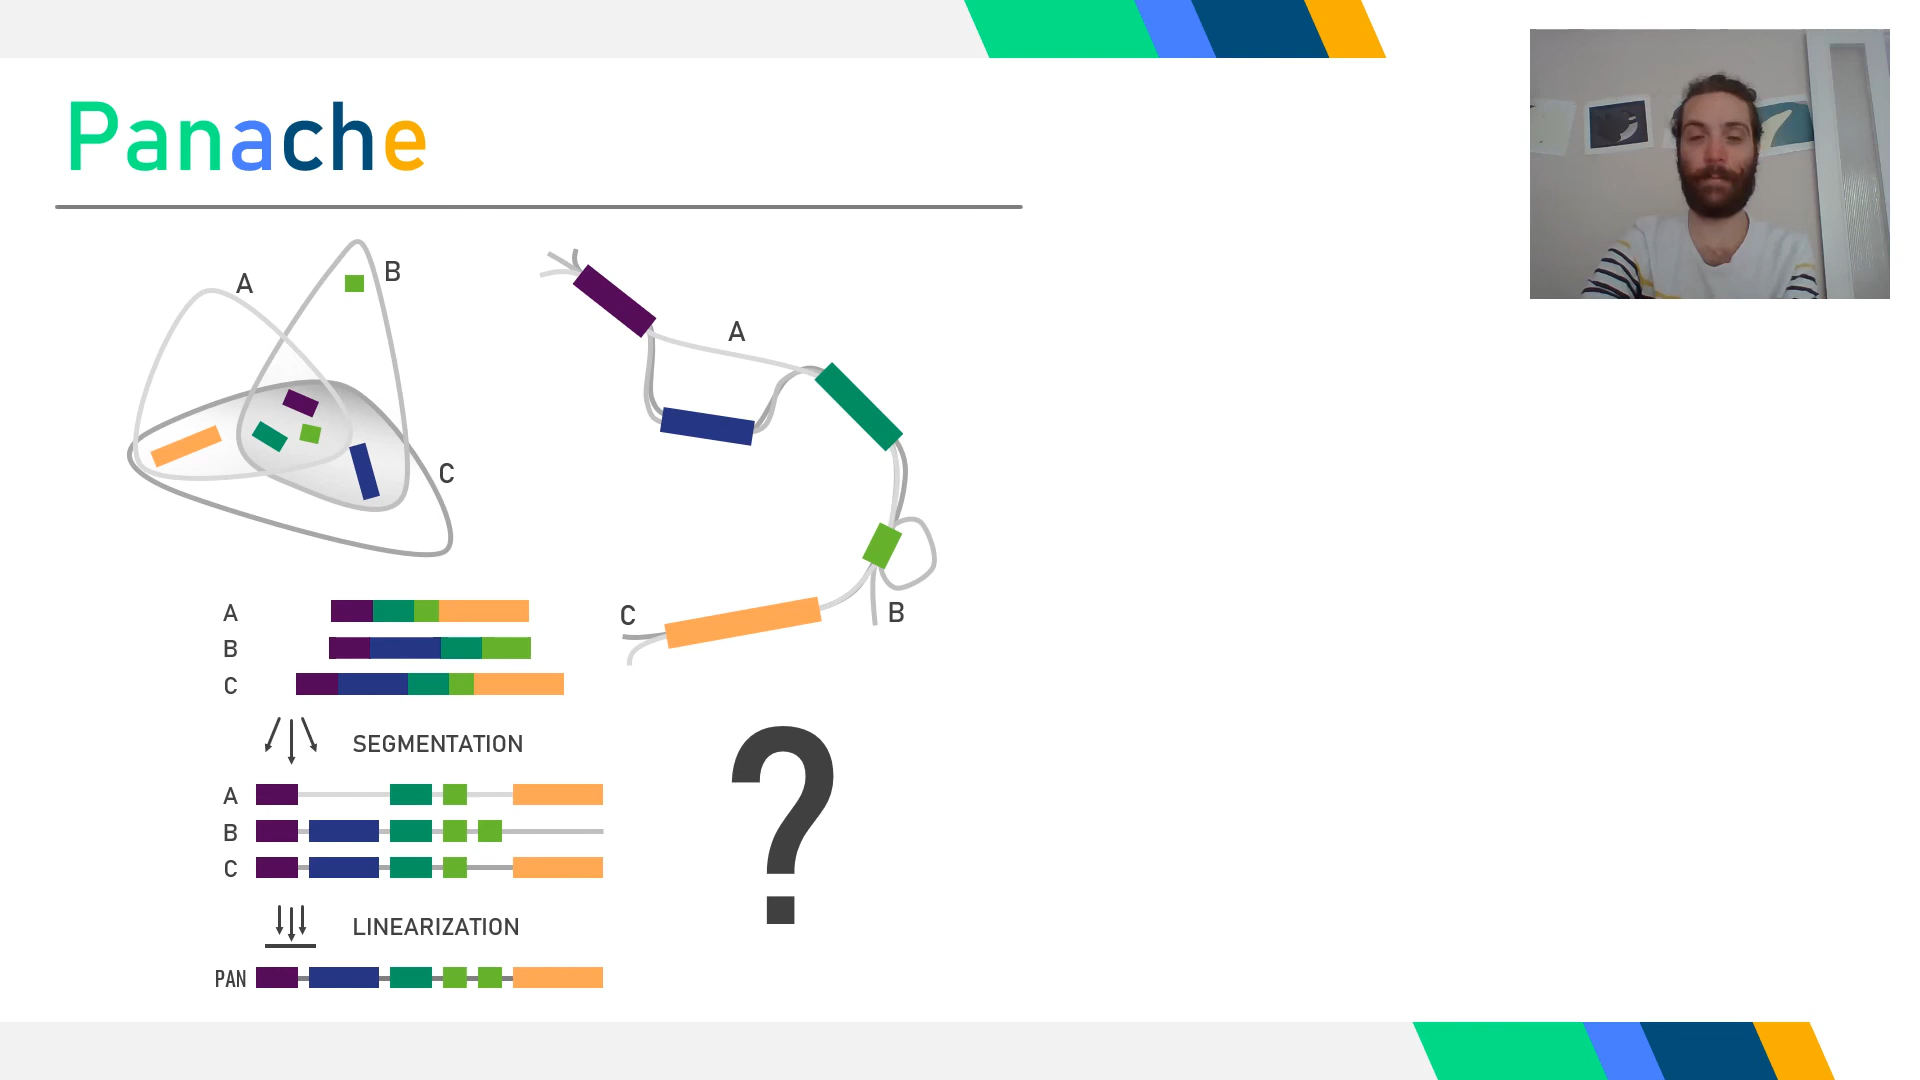 Panache
A
B
C
A
B
C
A
B
C
SEGMENTATION
A
B
C
LINEARIZATION
PAN
?